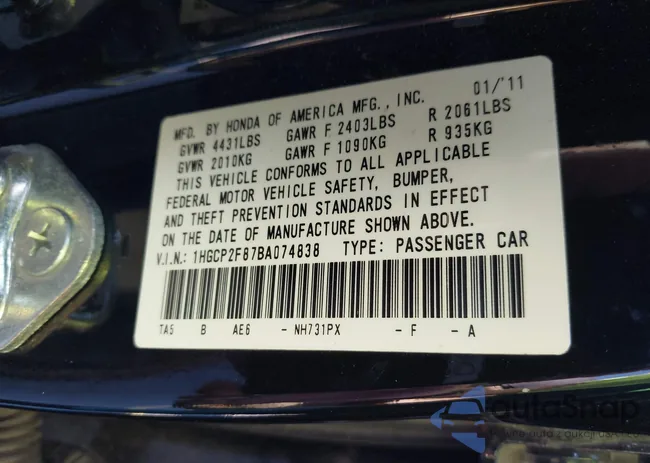 MFD. BY HONDA OF AMERICA MFG., INC. 01/'11
GVWR 4431LBS GAWR F 2403LBS R 2061LBS
GVWR 2010KG GAWR F 1090KG R 935KG
THIS VEHICLE CONFORMS TO ALL APPLICABLE
FEDERAL MOTOR VEHICLE SAFETY, BUMPER,
AND THEFT PREVENTION STANDARDS IN EFFECT
ON THE DATE OF MANUFACTURE SHOWN ABOVE.
V.I.N.: 1HGCP2F87BA074838 TYPE: PASSENGER CAR
TA5 B AE6 - NH731PX - F - A